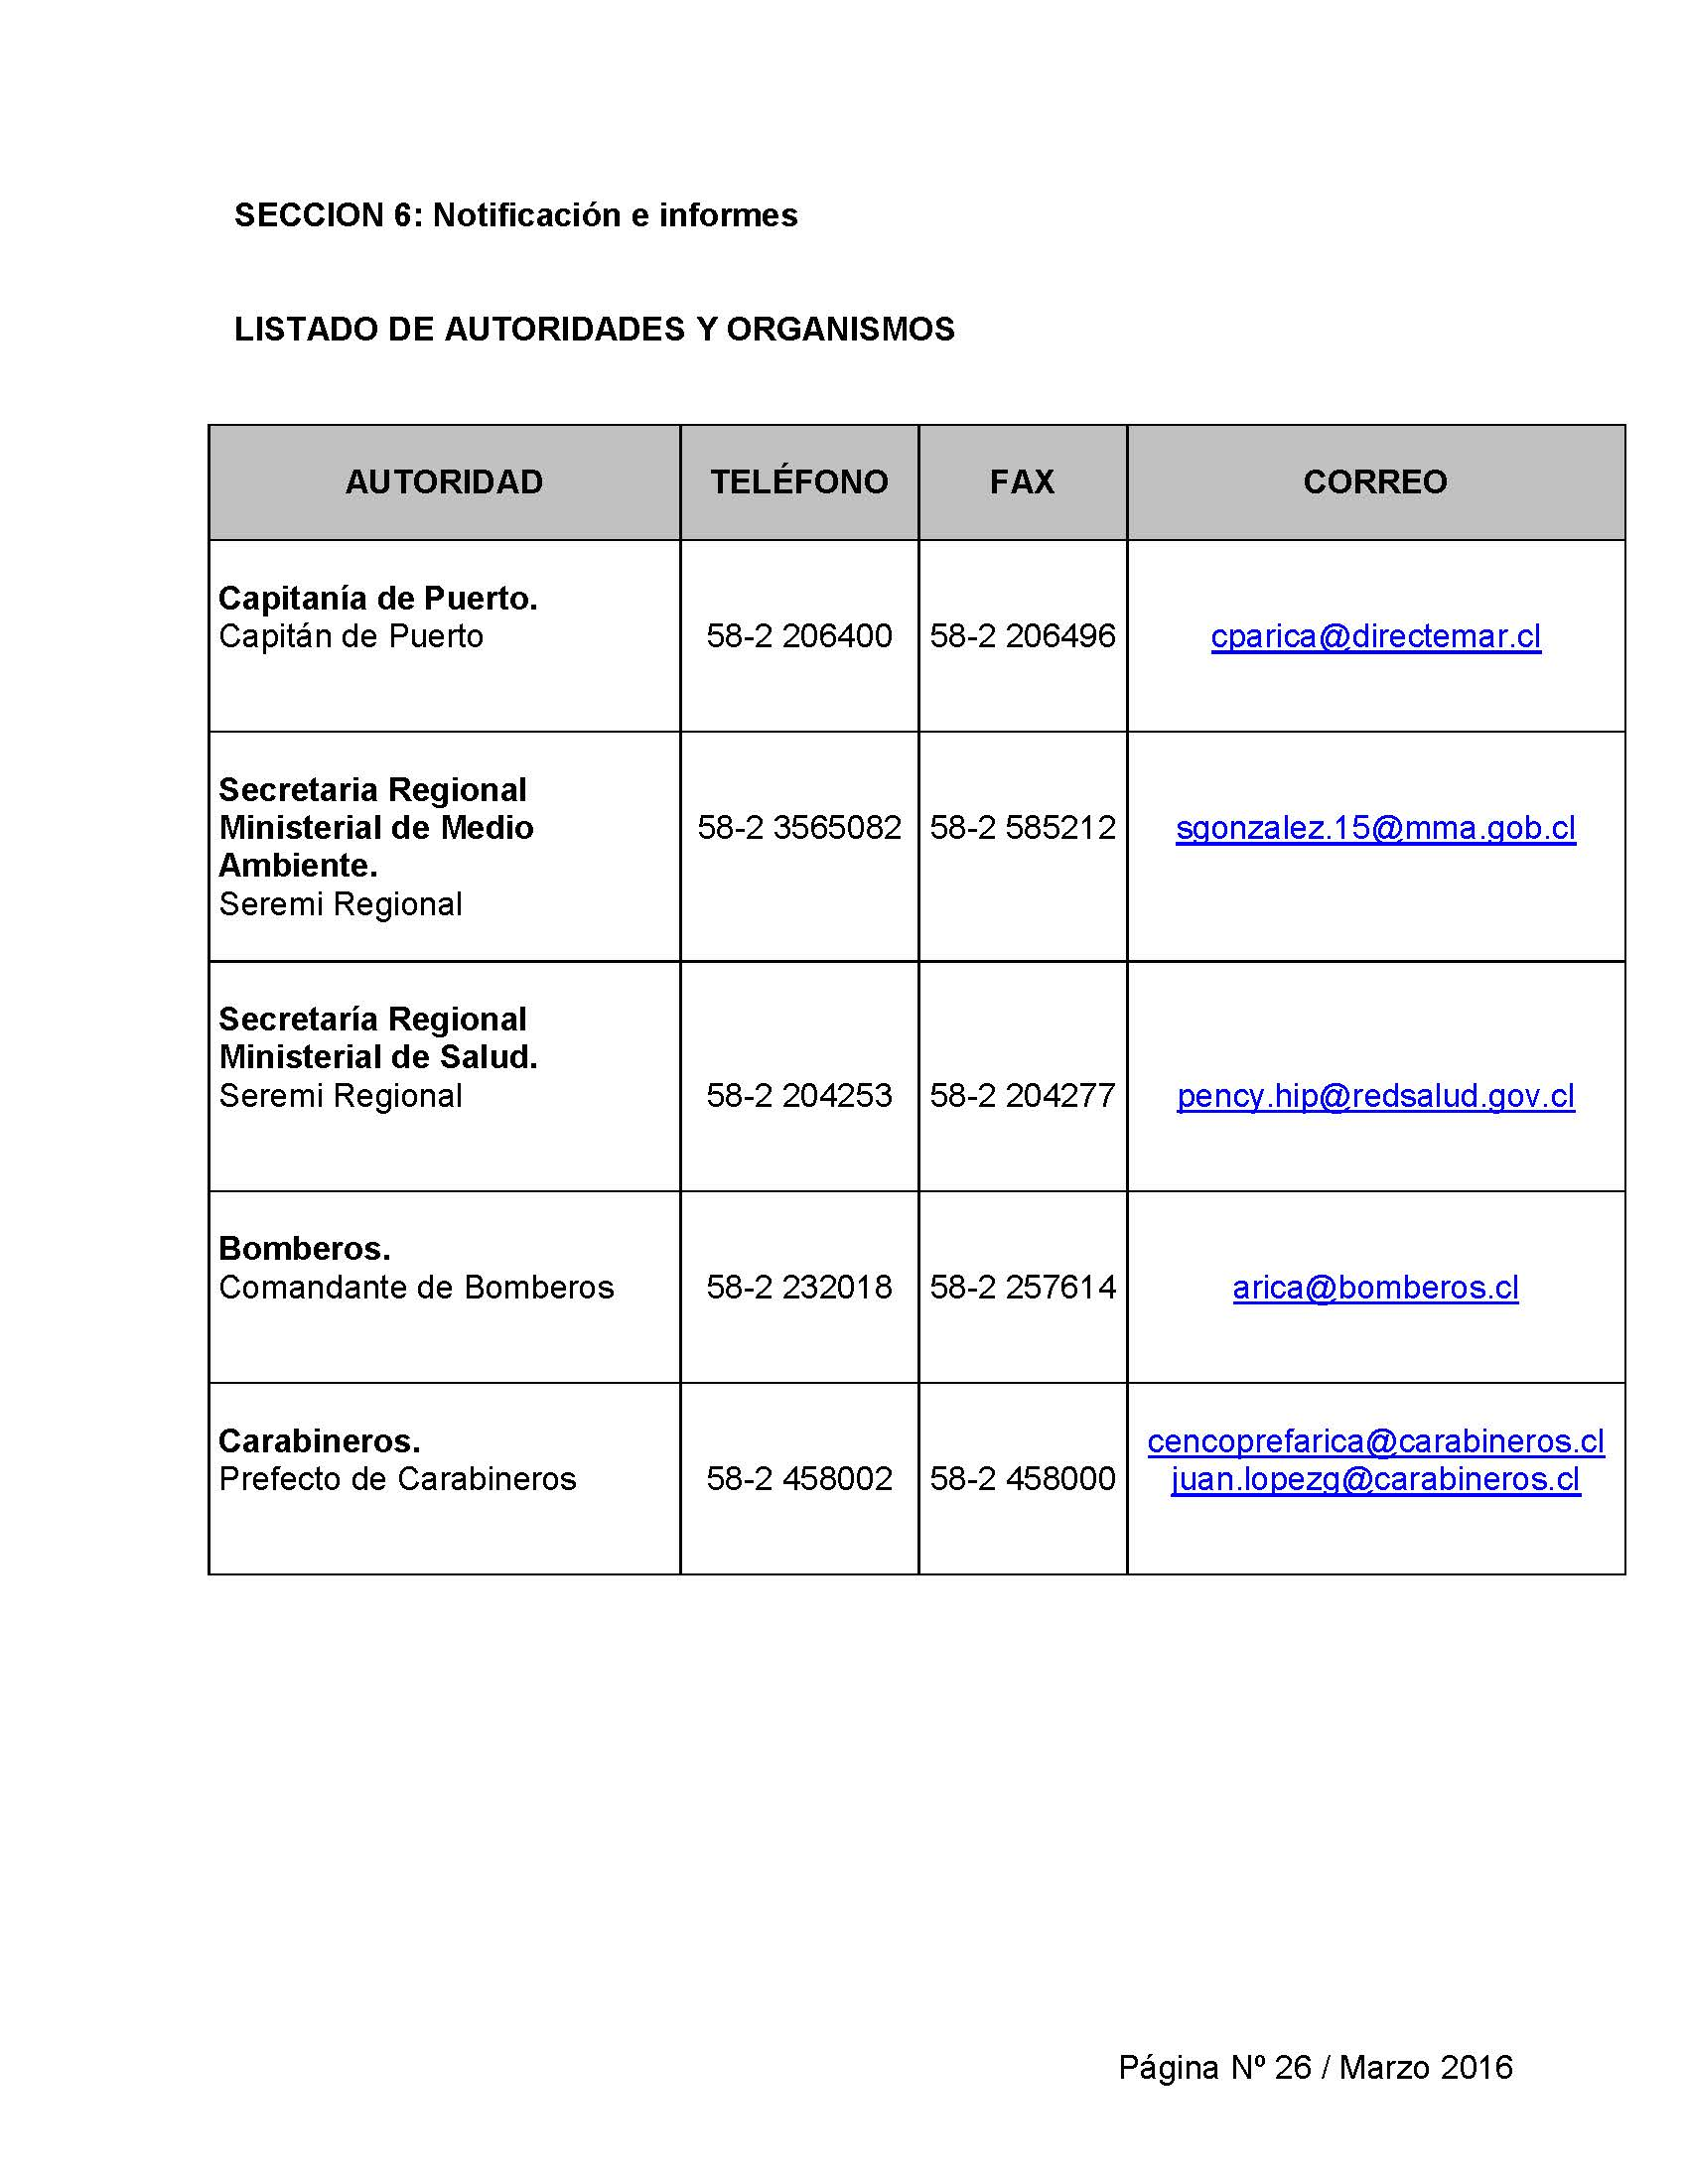 SECCION 6: Notificación e informes
LISTADO DE AUTORIDADES Y ORGANISMOS
AUTORIDAD TELÉFONO FAX CORREO
Capitanía de Puerto.
Capitán de Puerto 58-2 206400 58-2 206496 cparica@directemar.cl
Secretaria Regional
Ministerial de Medio 58-2 3565082 58-2 585212 sgonzalez.15@mma.gob.cl
Ambiente.
Seremi Regional
Secretaría Regional
Ministerial de Salud.
Seremi Regional 58-2 204253 58-2 204277 pency.hip@redsalud.gov.cl
Bomberos.
Comandante de Bomberos 58-2 232018 58-2 257614 arica@bomberos.cl
Carabineros. cencoprefarica@carabineros.cl
Prefecto de Carabineros 58-2 458002 58-2 458000 juan.lopezg@carabineros.cl
Página Nº 26 / Marzo 2016